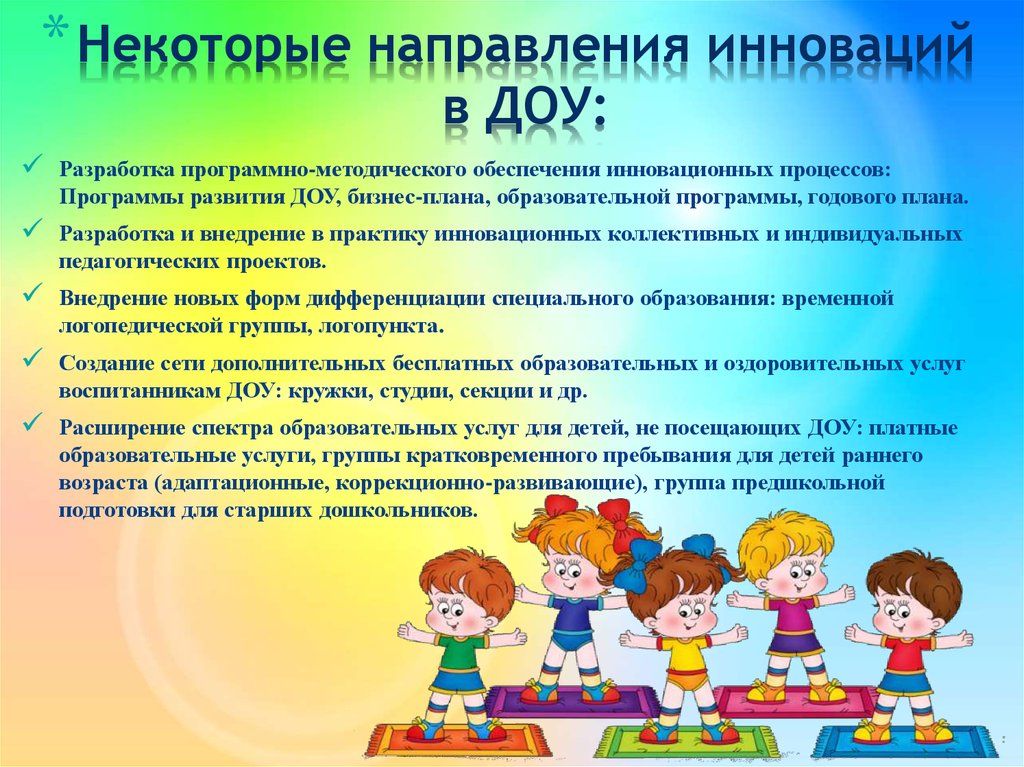 * Некоторые направления инноваций
в ДОУ:
✓ Разработка программно-методического обеспечения инновационных процессов:
Программы развития ДОУ, бизнес-плана, образовательной программы, годового плана.
✓ Разработка и внедрение в практику инновационных коллективных и индивидуальных
педагогических проектов.
✓ Внедрение новых форм дифференциации специального образования: временной
логопедической группы, логопункта.
✓ Создание сети дополнительных бесплатных образовательных и оздоровительных услуг
воспитанникам ДОУ: кружки, студии, секции и др.
✓ Расширение спектра образовательных услуг для детей, не посещающих ДОУ: платные
образовательные услуги, группы кратковременного пребывания для детей раннего
возраста (адаптационные, коррекционно-развивающие), группа предшкольной
подготовки для старших дошкольников.